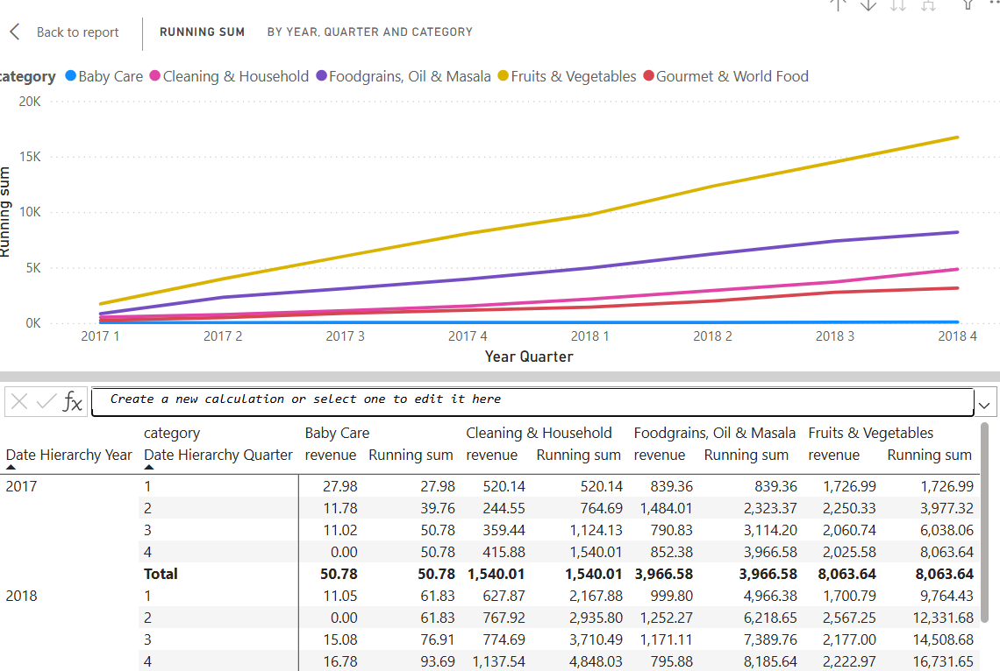 Back to report RUNNING SUM BY YEAR, QUARTER AND CATEGORY
category Baby Care Cleaning & Household Foodgrains, Oil & Masala Fruits & Vegetables Gourmet & World Food
20K
15K
10K
5K
0K
Running sum
2017 1 2017 2 2017 3 2017 4 2018 1 2018 2 2018 3 2018 4
Year Quarter
fx Create a new calculation or select one to edit it here
category Baby Care Cleaning & Household Foodgrains, Oil & Masala Fruits & Vegetables
Date Hierarchy Year Date Hierarchy Quarter revenue Running sum revenue Running sum revenue Running sum revenue Running sum
2017 1 27.98 27.98 520.14 520.14 839.36 839.36 1,726.99 1,726.99
2 11.78 39.76 244.55 764.69 1,484.01 2,323.37 2,250.33 3,977.32
3 11.02 50.78 359.44 1,124.13 790.83 3,114.20 2,060.74 6,038.06
4 0.00 50.78 415.88 1,540.01 852.38 3,966.58 2,025.58 8,063.64
Total 50.78 50.78 1,540.01 1,540.01 3,966.58 3,966.58 8,063.64 8,063.64
2018 1 11.05 61.83 627.87 2,167.88 999.80 4,966.38 1,700.79 9,764.43
2 0.00 61.83 767.92 2,935.80 1,252.27 6,218.65 2,567.25 12,331.68
3 15.08 76.91 774.69 3,710.49 1,171.11 7,389.76 2,177.00 14,508.68
4 16.78 93.69 1,137.54 4,848.03 795.88 8,185.64 2,222.97 16,731.65